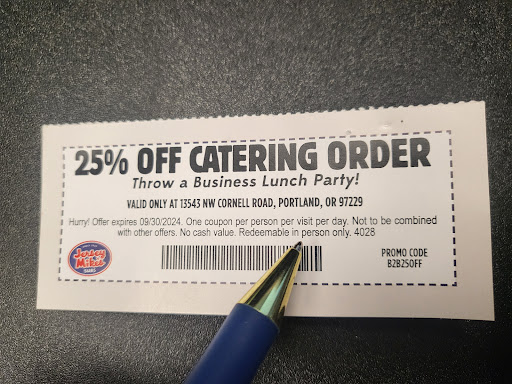 25% OFF CATERING ORDER
Throw a Business Lunch Party!
VALID ONLY AT 13543 NW CORNELL ROAD, PORTLAND, OR 97229
Hurry! Offer expires 09/30/2024. One coupon per person per visit per day. Not to be combined
with other offers. No cash value. Redeemable in person only. 4028
Jersey
Mike's
SUBS
PROMO CODE
B2B25OFF